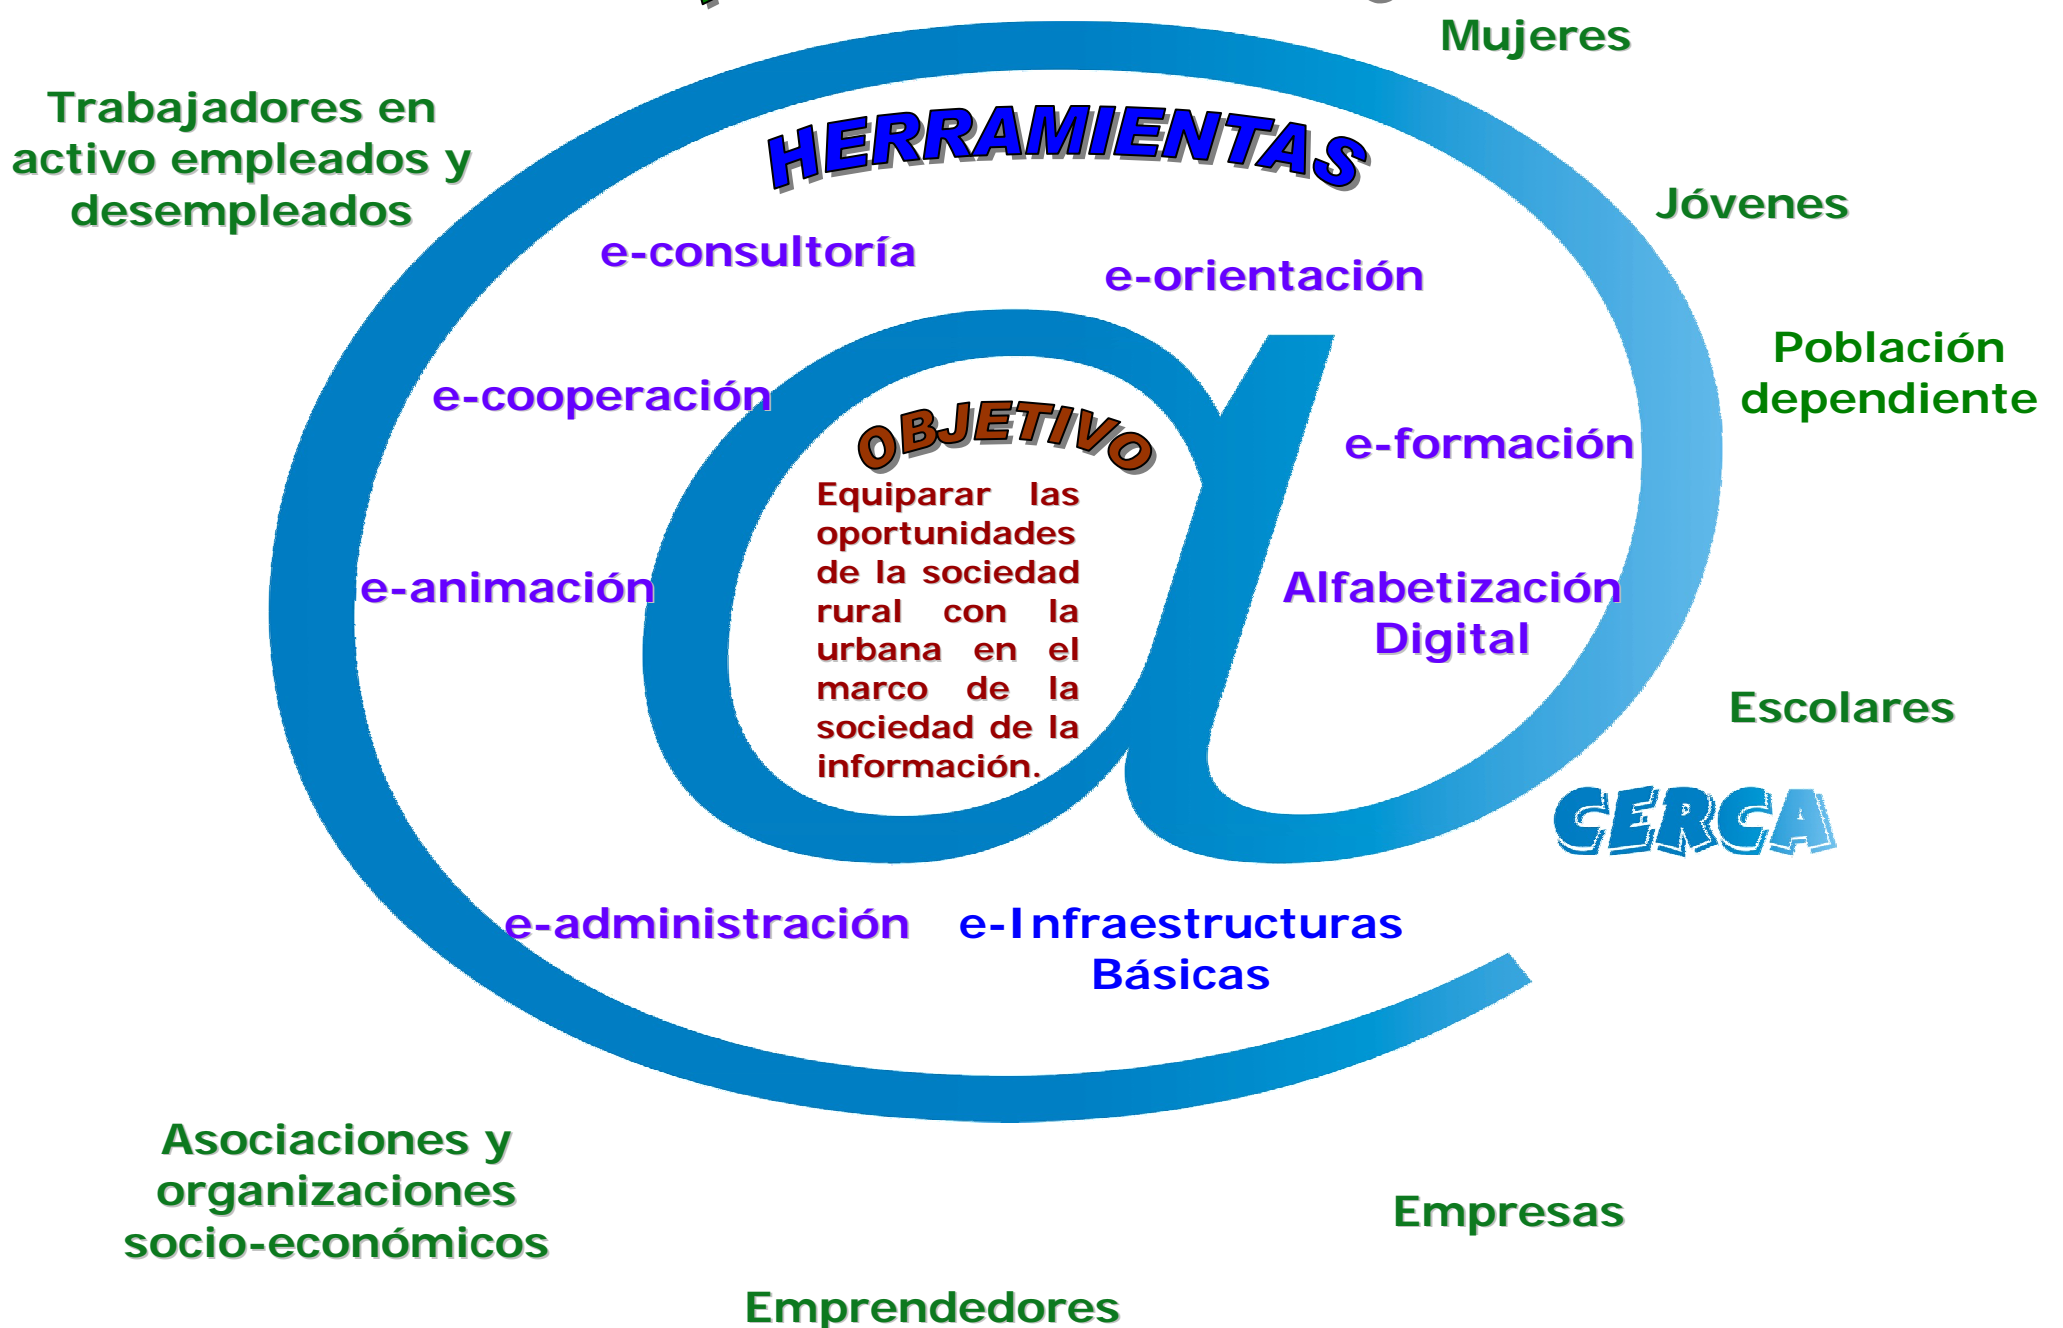 Mujeres
Trabajadores en
activo empleados y
desempleados
HERRAMIENTAS
Jóvenes
e-consultoría
e-orientación
Población
dependiente
e-cooperación
OBJETIVO
e-formación
Equiparar las
oportunidades
de la sociedad
rural con la
urbana en el
marco de la
sociedad de la
información.
e-animación
Alfabetización
Digital
Escolares
CERCA
e-administración
e-Infraestructuras
Básicas
Asociaciones y
organizaciones
socio-económicos
Empresas
Emprendedores